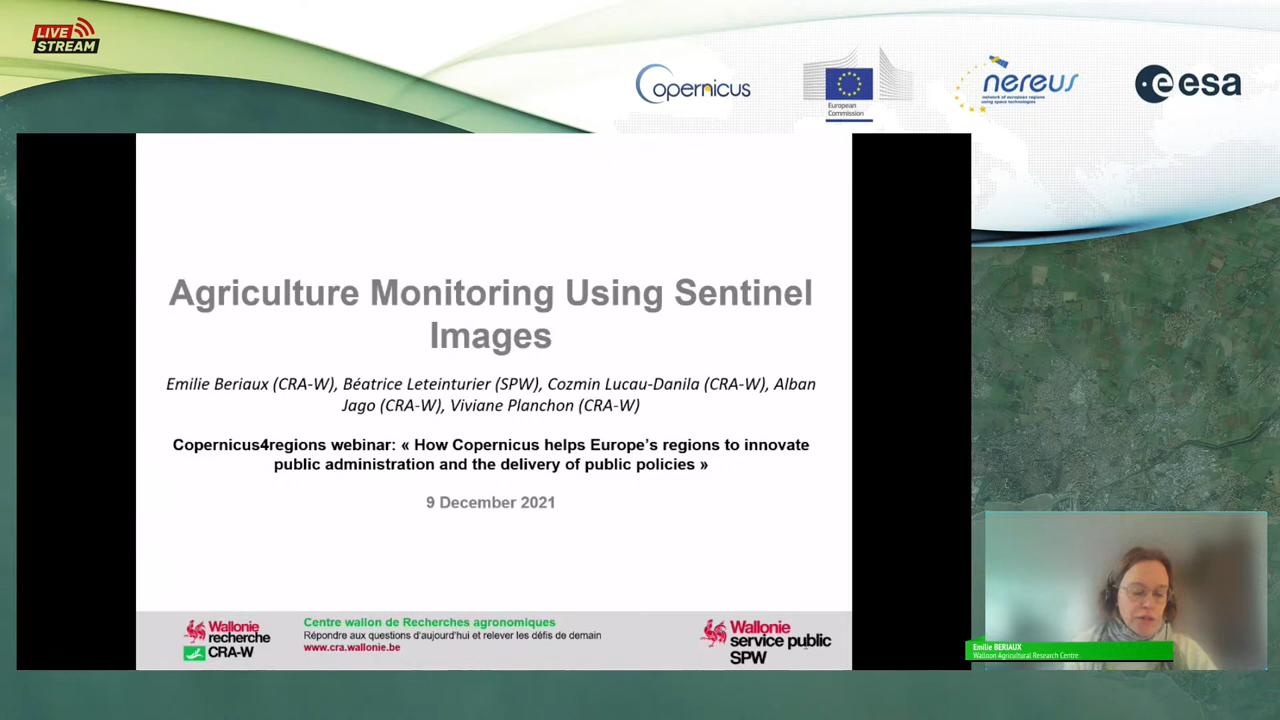 LIVE
STREAM
Copernicus
European
Commission
nereus
network of european regions
using space technologies
esa
Agriculture Monitoring Using Sentinel
Images
Emilie Beriaux (CRA-W), Béatrice Leteinturier (SPW), Cozmin Lucau-Danila (CRA-W), Alban
Jago (CRA-W), Viviane Planchon (CRA-W)
Copernicus4regions webinar: « How Copernicus helps Europe's regions to innovate
public administration and the delivery of public policies »
9 December 2021
Wallonie
recherche
CRA-W
Centre wallon de Recherches agronomiques
Répondre aux questions d'aujourd'hui et relever les défis de demain
www.cra.wallonie.be
Wallonie
service public
SPW
Emilie BERIAUX
Walloon Agricultural Research Centre